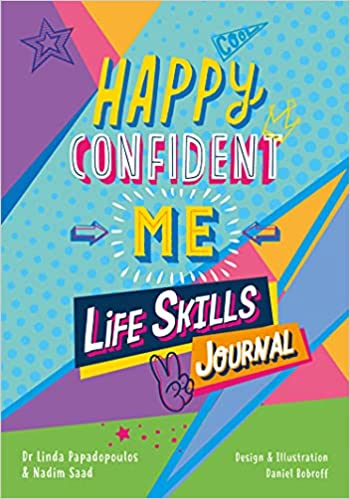 COOL
HAPPY
CONFIDENT
ME
LiFE SKiLLS
JOURNAL
Dr Linda Papadopoulos
& Nadim Saad
Design & Illustration
Daniel Bobroff